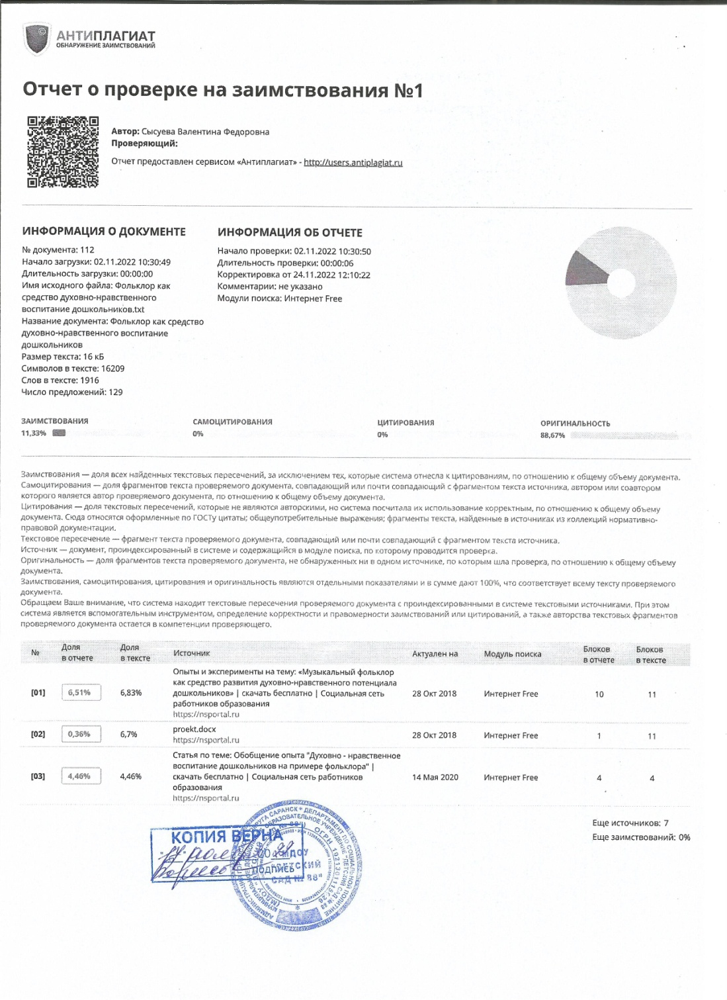 АНТИПЛАГИАТ
ОБНАРУЖЕНИЕ ЗАИМСТВОВАНИЙ
Отчет о проверке на заимствования №1
Автор: Сысуева Валентина Федоровна
Проверяющий:
Отчет предоставлен сервисом «Антиплагиат» - http://users.antiplagiat.ru
ИНФОРМАЦИЯ О ДОКУМЕНТЕ
№ документа: 112
Начало загрузки: 02.11.2022 10:30:49
Длительность загрузки: 00:00:00
Имя исходного файла: Фольклор как
средство духовно-нравственного
воспитание дошкольников.txt
Название документа: Фольклор как средство
духовно-нравственного воспитание
дошкольников
Размер текста: 16 кБ
Символов в тексте: 16209
Слов в тексте: 1916
Число предложений: 129
ИНФОРМАЦИЯ ОБ ОТЧЕТЕ
Начало проверки: 02.11.2022 10:30:50
Длительность проверки: 00:00:06
Корректировка от 24.11.2022 12:10:22
Комментарии: не указано
Модули поиска: Интернет Free
ЗАИМСТВОВАНИЯ
11,33%
САМОЦИТИРОВАНИЯ
0%
ЦИТИРОВАНИЯ
0%
ОРИГИНАЛЬНОСТЬ
88,67%
Заимствования — доля всех найденных текстовых пересечений, за исключением тех, которые система отнесла к цитированиям, по отношению к общему объему документа.
Самоцитирования — доля фрагментов текста проверяемого документа, совпадающий или почти совпадающий с фрагментом текста источника, автором или соавтором
которого является автор проверяемого документа, по отношению к общему объему документа.
Цитирования — доля текстовых пересечений, которые не являются авторскими, но система посчитала их использование корректным, по отношению к общему объему
документа. Сюда относятся оформленные по ГОСТу цитаты; общеупотребительные выражения; фрагменты текста, найденные в источниках из коллекций нормативно-
правовой документации.
Текстовое пересечение — фрагмент текста проверяемого документа, совпадающий или почти совпадающий с фрагментом текста источника.
Источник — документ, проиндексированный в системе и содержащийся в модуле поиска, по которому проводится проверка.
Оригинальность — доля фрагментов текста проверяемого документа, не обнаруженных ни в одном источнике, по которым шла проверка, по отношению к общему объему
документа.
Заимствования, самоцитирования, цитирования и оригинальность являются отдельными показателями и в сумме дают 100%, что соответствует всему тексту проверяемого
документа.
Обращаем Ваше внимание, что система находит текстовые пересечения проверяемого документа с проиндексированными в системе текстовыми источниками. При этом
система является вспомогательным инструментом, определение корректности и правомерности заимствований или цитирований, а также авторства текстовых фрагментов
проверяемого документа остается в компетенции проверяющего.
№ Доля в отчете Доля в тексте Источник Актуален на Модуль поиска Блоков в отчете Блоков в тексте
Опыты и эксперименты на тему: «Музыкальный фольклор
как средство развития духовно-нравственного потенциала
[01] 6,51% 6,83% дошкольников» | скачать бесплатно | Социальная сеть 28 Окт 2018 Интернет Free 10 11
работников образования
https://nsportal.ru
[02] 0,36% 6,7% proekt.docx 28 Окт 2018 Интернет Free 1 11
https://nsportal.ru
Статья по теме: Обобщение опыта "Духовно - нравственное
воспитание дошкольников на примере фольклора" |
[03] 4,46% 4,46% скачать бесплатно | Социальная сеть работников 14 Мая 2020 Интернет Free 4 4
образования
https://nsportal.ru
Еще источников: 7
Еще заимствований: 0%
КОПИЯ ВЕРНА
ПОДПИСЬ
МДОУ
"ДЕТСКИЙ
САД № 88"